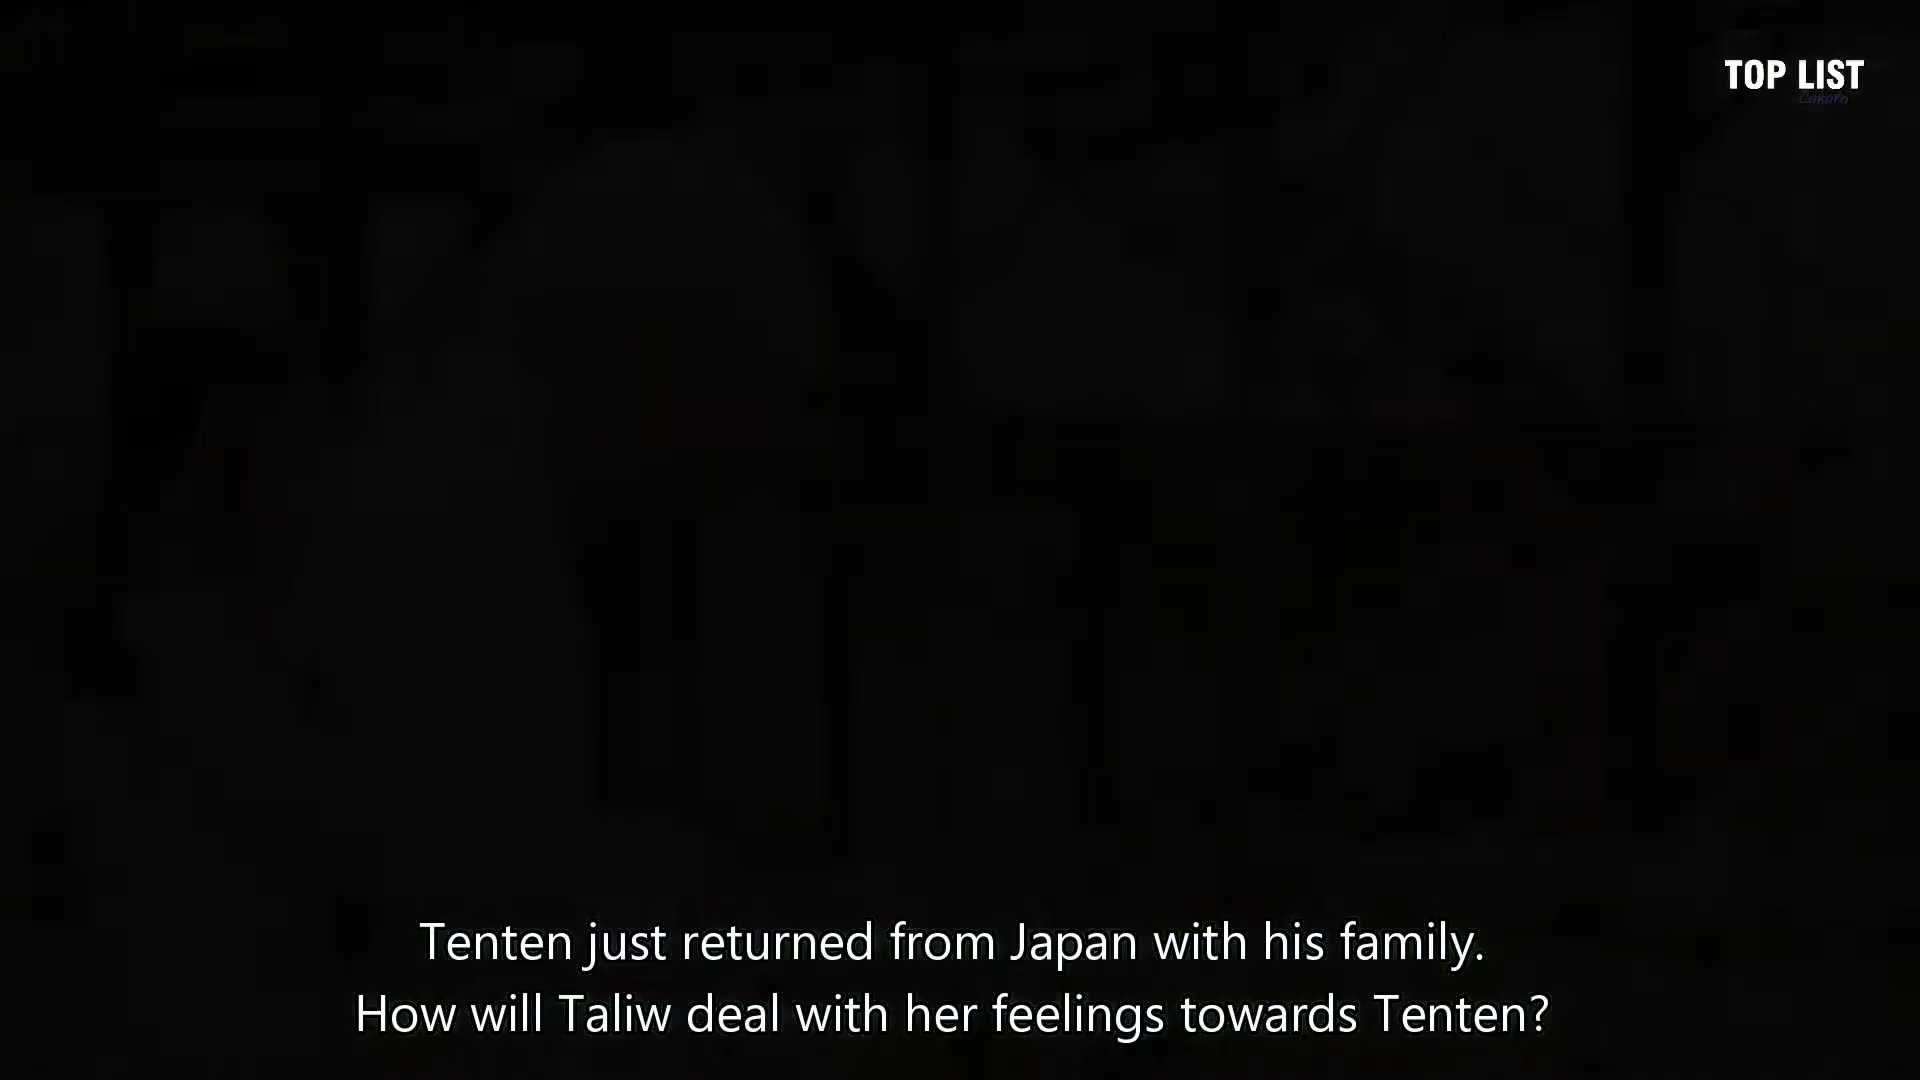 TOP LIST
Lakorn
Tenten just returned from Japan with his family.
How will Taliw deal with her feelings towards Tenten?